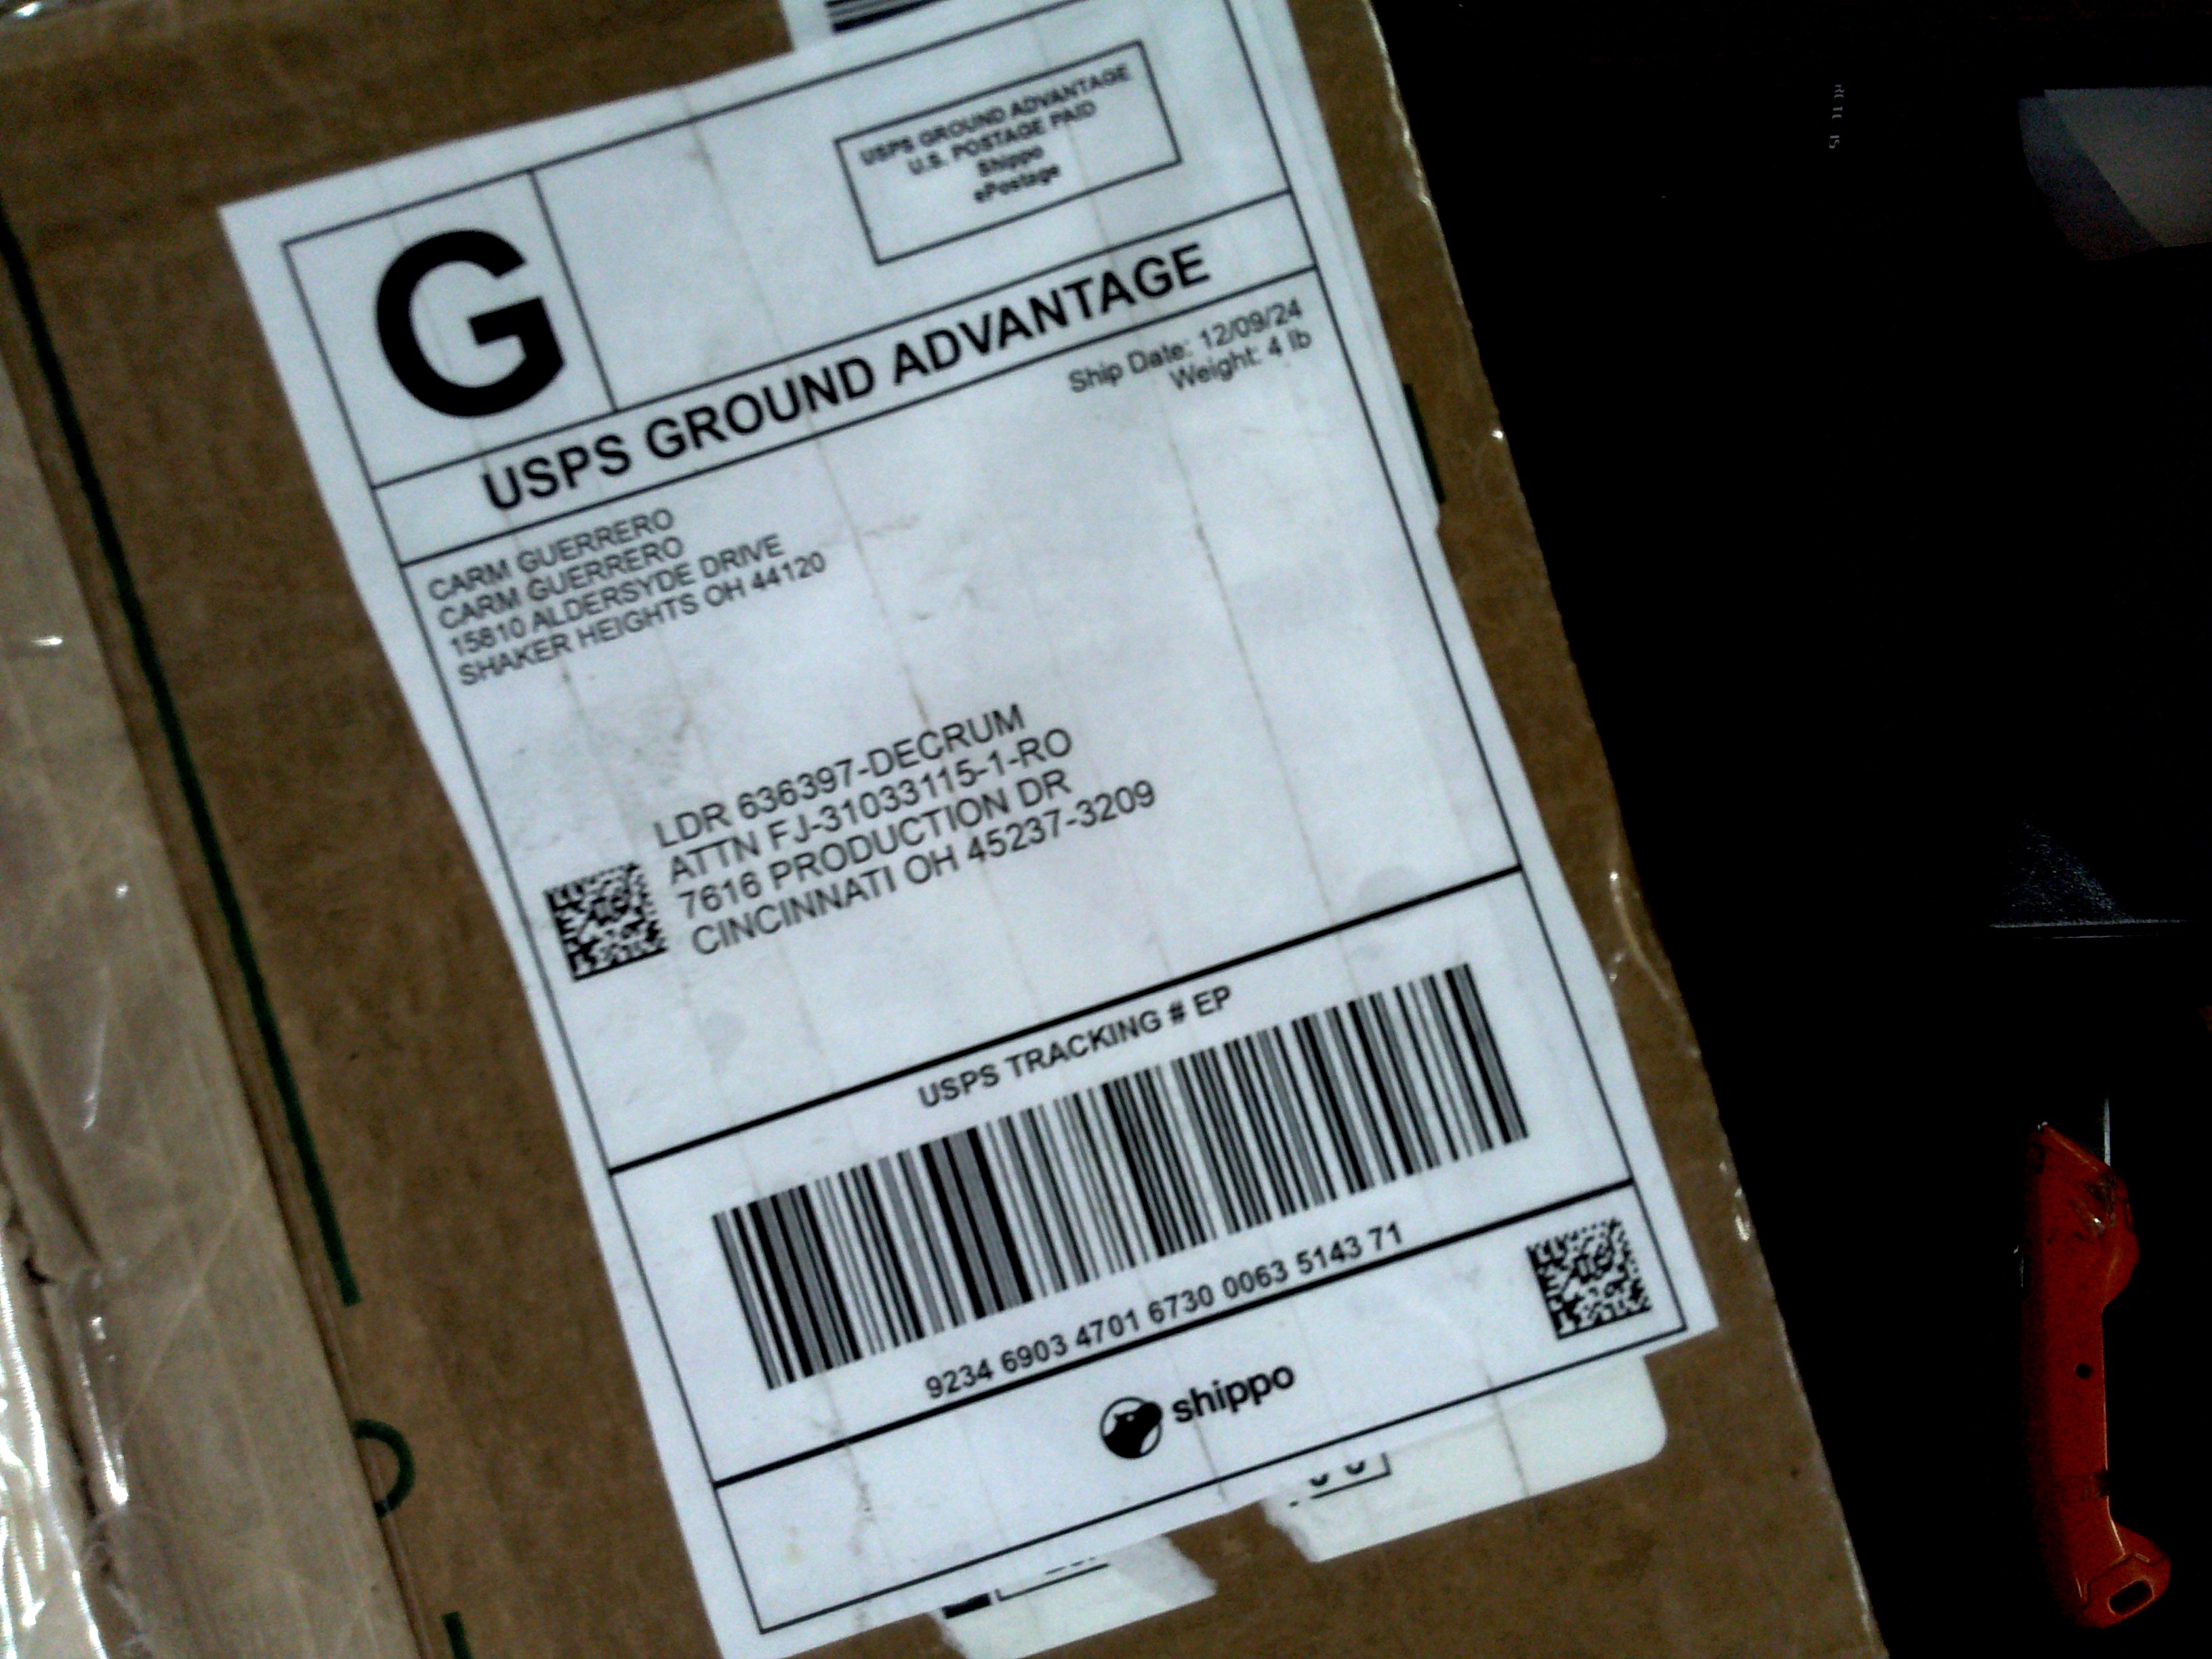 USPS GROUND ADVANTAGE
U.S. POSTAGE PAID
Shippo
ePostage
G
USPS GROUND ADVANTAGE
Ship Date: 12/09/24
Weight: 4 lb
CARM GUERRERO
CARM GUERRERO
15810 ALDERSYDE DRIVE
SHAKER HEIGHTS OH 44120
LDR 636397-DECRUM
ATTN FJ-31033115-1-RO
7616 PRODUCTION DR
CINCINNATI OH 45237-3209
USPS TRACKING # EP
9234 6903 4701 6730 0063 5143 71
shippo